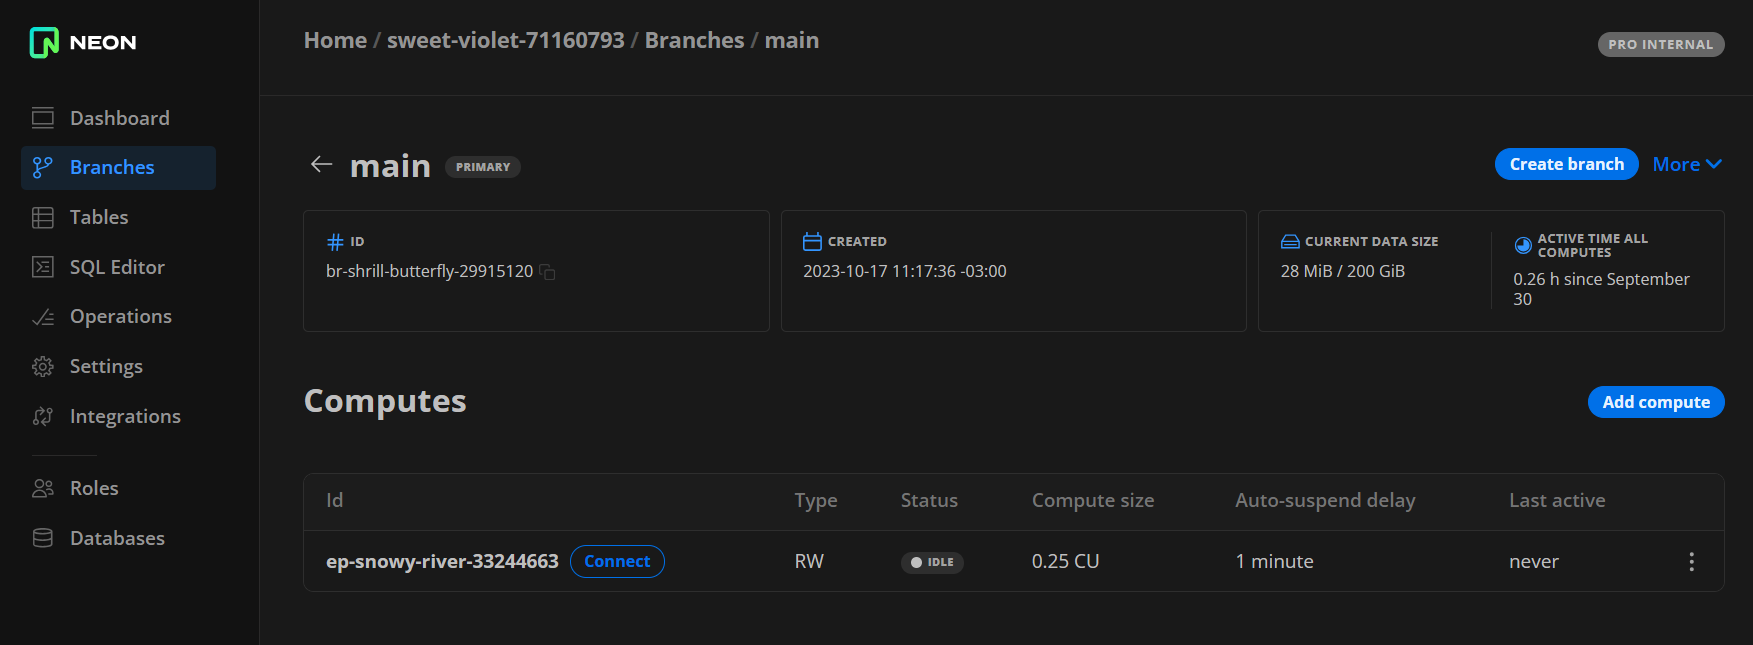 NEON
Home / sweet-violet-71160793 / Branches / main
PRO INTERNAL
Dashboard
Branches
Tables
SQL Editor
Operations
Settings
Integrations
Roles
Databases
main PRIMARY
Create branch More
ID
br-shrill-butterfly-29915120
CREATED
2023-10-17 11:17:36 -03:00
CURRENT DATA SIZE
28 MiB / 200 GiB
ACTIVE TIME ALL
COMPUTES
0.26 h since September
30
Computes
Add compute
Id Type Status Compute size Auto-suspend delay Last active
ep-snowy-river-33244663 Connect RW IDLE 0.25 CU 1 minute never